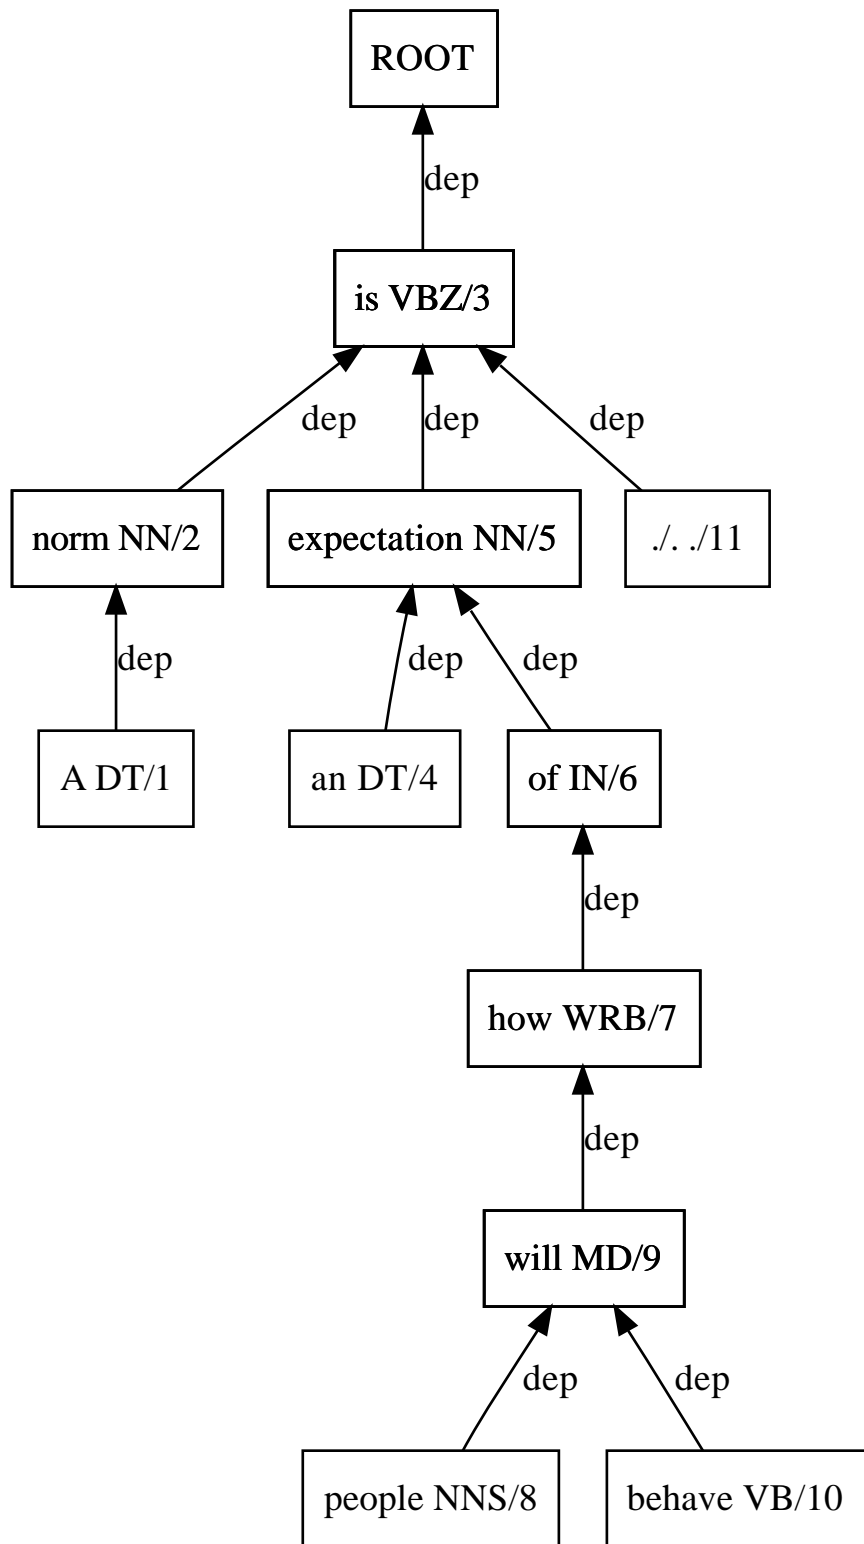 ROOT
dep
is VBZ/3
dep dep dep
norm NN/2 expectation NN/5 ./. ./11
dep dep dep
A DT/1 an DT/4 of IN/6
dep
how WRB/7
dep
will MD/9
dep dep
people NNS/8 behave VB/10